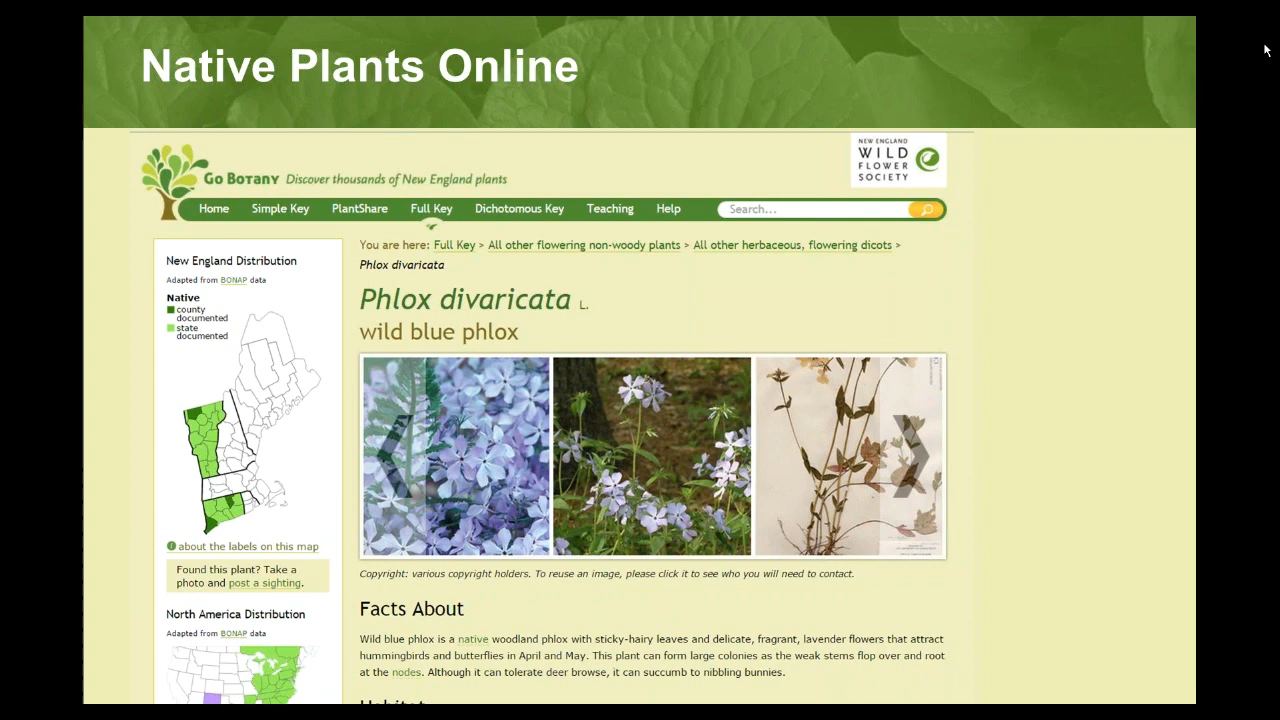 Native Plants Online
NEW ENGLAND
WILD
FLOWER
SOCIETY
Go Botany Discover thousands of New England plants
Home Simple Key PlantShare Full Key Dichotomous Key Teaching Help Search...
You are here: Full Key > All other flowering non-woody plants > All other herbaceous, flowering dicots >
Phlox divaricata
Phlox divaricata L.
wild blue phlox
New England Distribution
Adapted from BONAP data
Native
county
documented
state
documented
about the labels on this map
Found this plant? Take a
photo and post a sighting.
North America Distribution
Adapted from BONAP data
Copyright: various copyright holders. To reuse an image, please click it to see who you will need to contact.
Facts About
Wild blue phlox is a native woodland phlox with sticky-hairy leaves and delicate, fragrant, lavender flowers that attract
hummingbirds and butterflies in April and May. This plant can form large colonies as the weak stems flop over and root
at the nodes. Although it can tolerate deer browse, it can succumb to nibbling bunnies.
Habitat